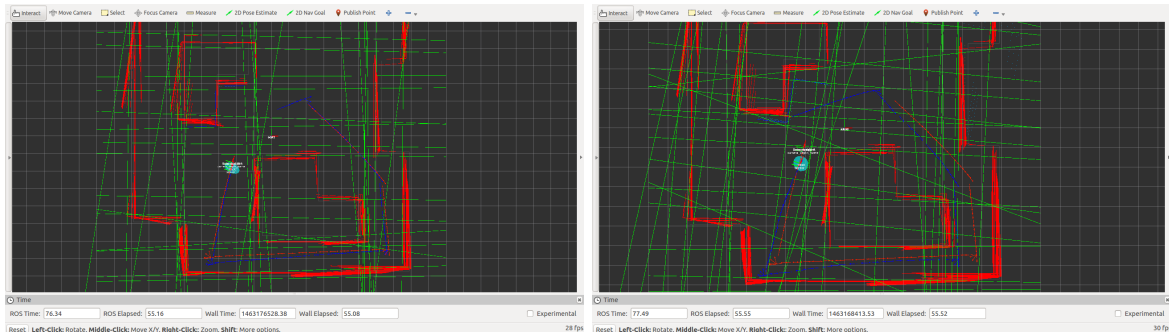 Interact Move Camera Select Focus Camera Measure 2D Pose Estimate 2D Nav Goal Publish Point
Time
ROS Time: 76.34 ROS Elapsed: 55.16 Wall Time: 1463176528.38 Wall Elapsed: 55.08 Experimental
Reset Left-Click: Rotate. Middle-Click: Move X/Y. Right-Click: Zoom. Shift: More options. 28 fps
Interact Move Camera Select Focus Camera Measure 2D Pose Estimate 2D Nav Goal Publish Point
Time
ROS Time: 77.49 ROS Elapsed: 55.55 Wall Time: 1463168413.53 Wall Elapsed: 55.52 Experimental
Reset Left-Click: Rotate. Middle-Click: Move X/Y. Right-Click: Zoom. Shift: More options. 30 fps